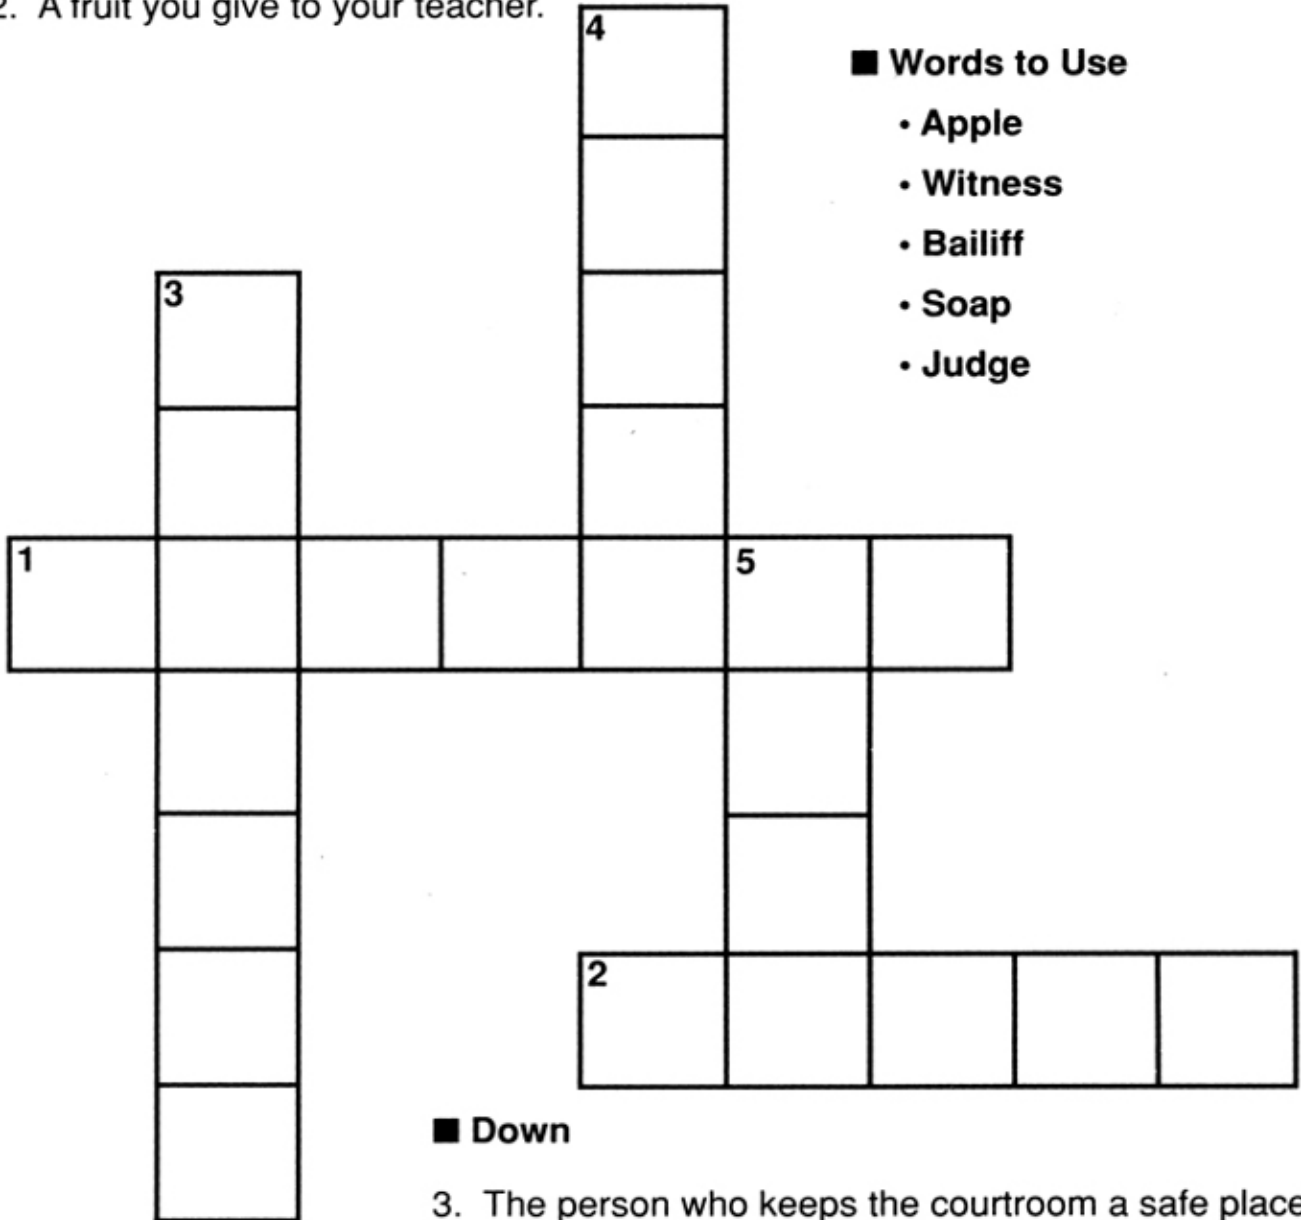 2. A fruit you give to your teacher.
4
■ Words to Use
• Apple
• Witness
• Bailiff
• Soap
• Judge
3
1
5
2
■ Down
3. The person who keeps the courtroom a safe place